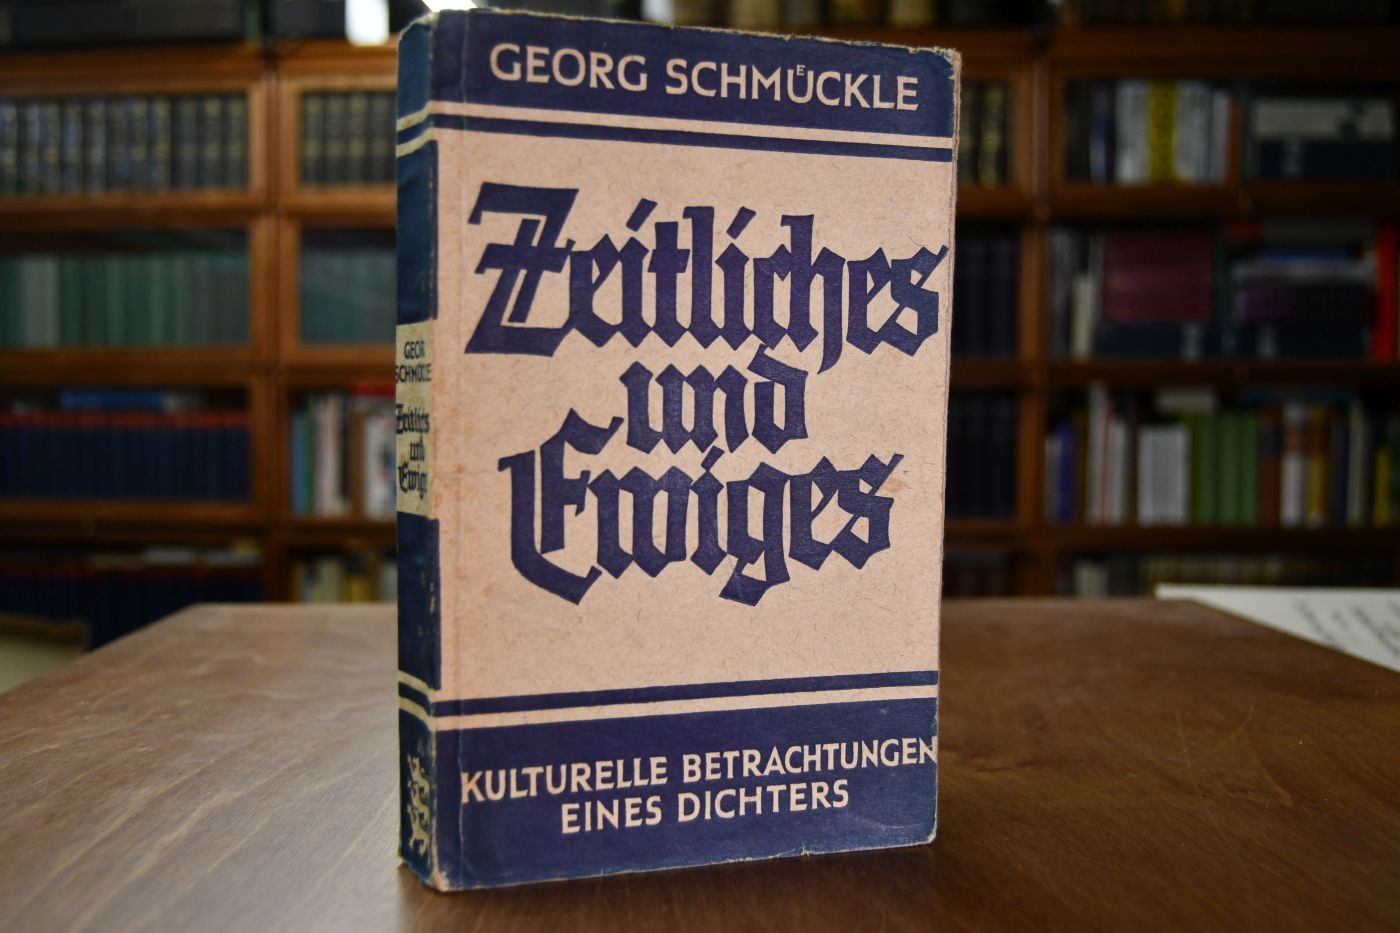 GEORG SCHMÜCKLE
Zeitliches
und
Ewiges
KULTURELLE BETRACHTUNGEN
EINES DICHTERS
GEORG
SCHMÜCKLE
Zeitliches
und
Ewiges